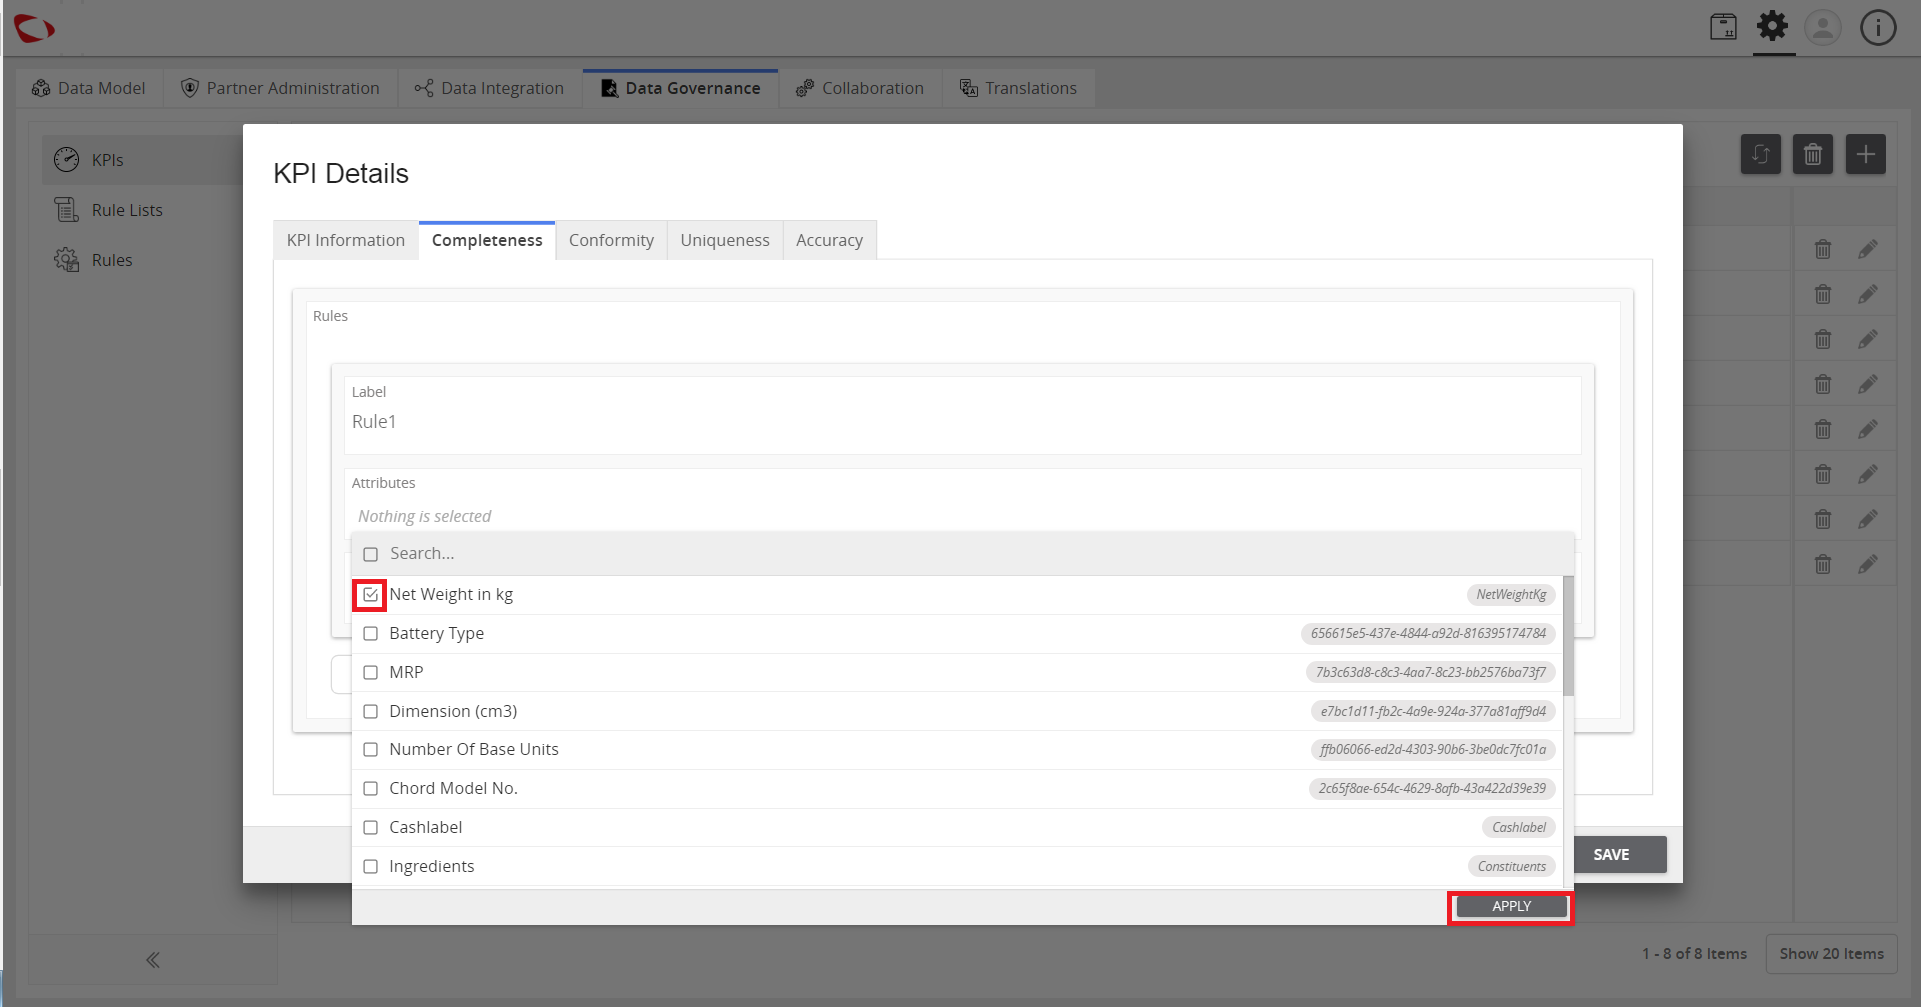 Data Model
Partner Administration
Data Integration
Data Governance
Collaboration
Translations
KPIs
Rule Lists
Rules
KPI Details
KPI Information
Completeness
Conformity
Uniqueness
Accuracy
Rules
Label
Rule1
Attributes
Nothing is selected
Search...
Net Weight in kg NetWeightKg
Battery Type 656615e5-437e-4844-a92d-816395174784
MRP 7b3c63d8-c8c3-4aa7-8c23-bb2576ba73f7
Dimension (cm3) e7bc1d11-fb2c-4a9e-924a-377a81aff9d4
Number Of Base Units ffb06066-ed2d-4303-90b6-3be0dc7fc01a
Chord Model No. 2c65f8ae-654c-4629-8afb-43a422d39e39
Cashlabel Cashlabel
Ingredients Constituents
SAVE
APPLY
1 - 8 of 8 Items
Show 20 Items